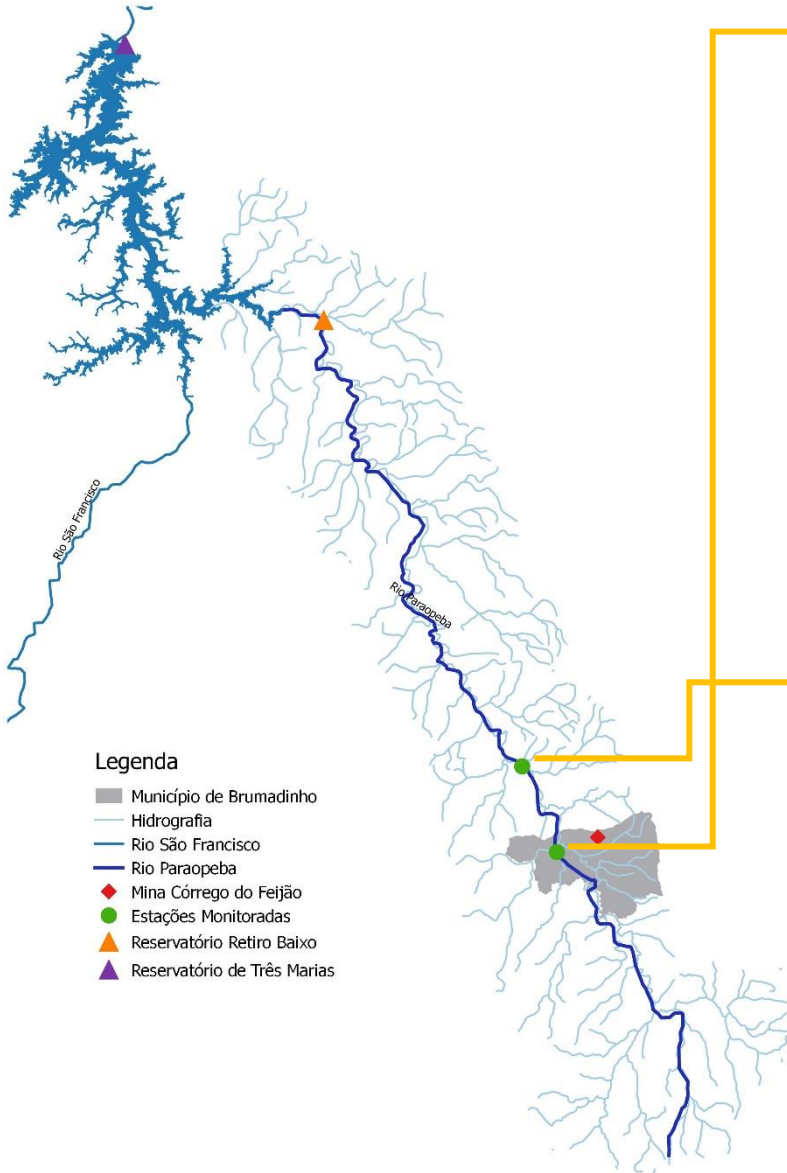 Rio São Francisco
Rio Paraopeba
Legenda
Município de Brumadinho
Hidrografia
Rio São Francisco
Rio Paraopeba
Mina Córrego do Feijão
Estações Monitoradas
Reservatório Retiro Baixo
Reservatório de Três Marias